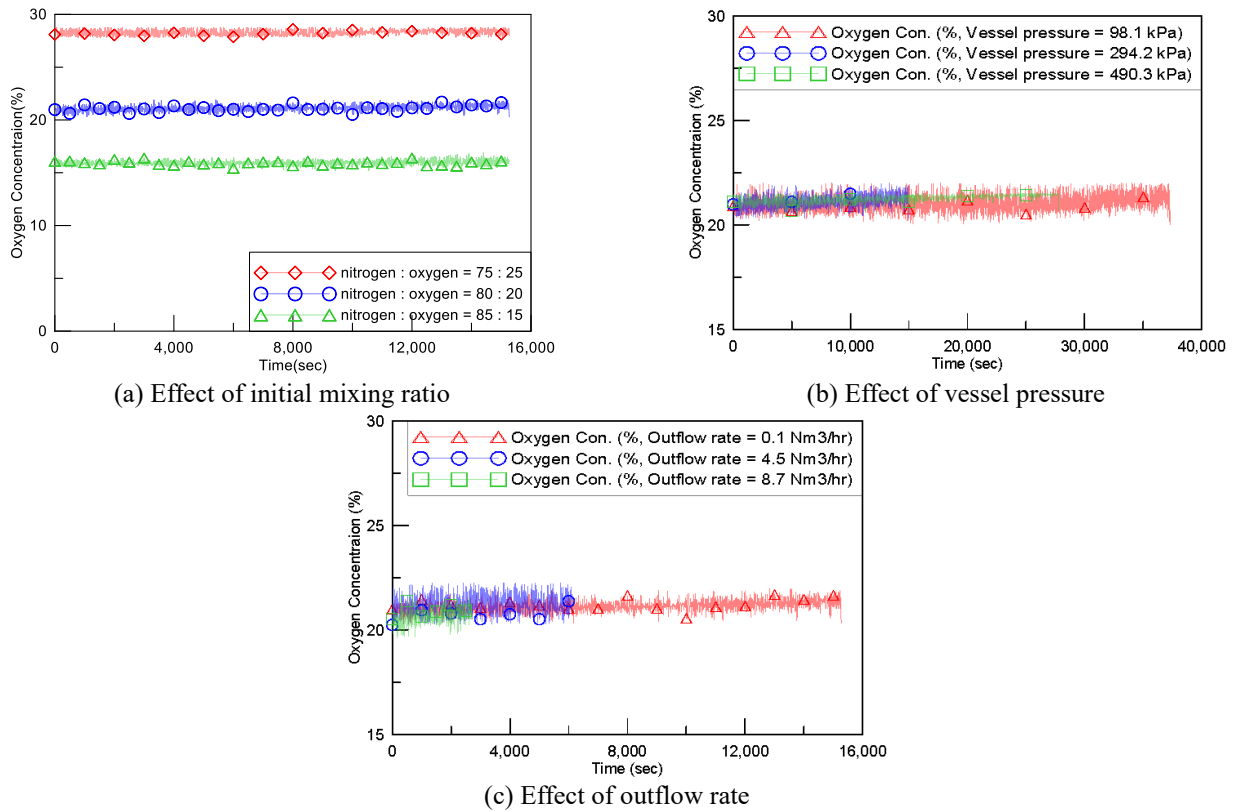 30
20
10
0
Oxygen Concentraion(%)
nitrogen : oxygen = 75 : 25
nitrogen : oxygen = 80 : 20
nitrogen : oxygen = 85 : 15
0 4,000 8,000 12,000 16,000
Time(sec)
(a) Effect of initial mixing ratio
30
25
20
15
Oxygen Concentraion (%)
Oxygen Con. (%, Vessel pressure = 98.1 kPa)
Oxygen Con. (%, Vessel pressure = 294.2 kPa)
Oxygen Con. (%, Vessel pressure = 490.3 kPa)
0 10,000 20,000 30,000 40,000
Time (sec)
(b) Effect of vessel pressure
30
25
20
15
Oxygen Concentraion (%)
Oxygen Con. (%, Outflow rate = 0.1 Nm3/hr)
Oxygen Con. (%, Outflow rate = 4.5 Nm3/hr)
Oxygen Con. (%, Outflow rate = 8.7 Nm3/hr)
0 4,000 8,000 12,000 16,000
Time (sec)
(c) Effect of outflow rate